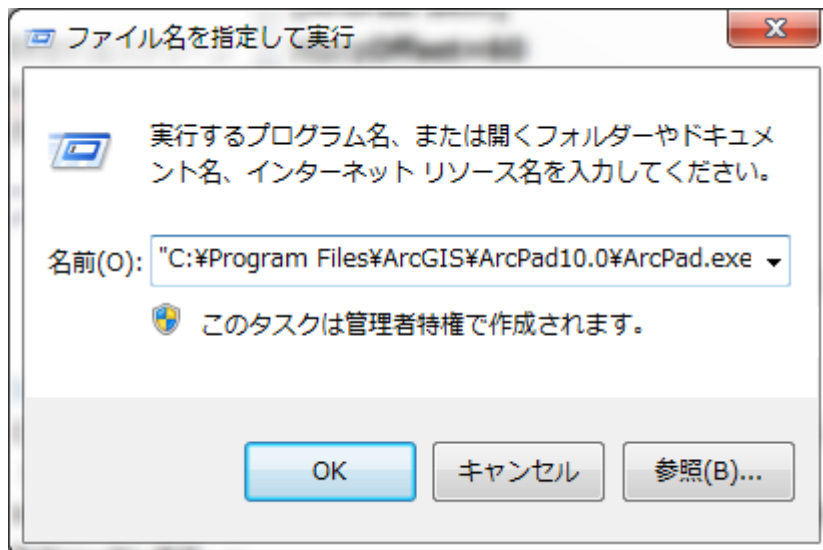 ファイル名を指定して実行
実行するプログラム名、または開くフォルダーやドキュメ
ント名、インターネット リソース名を入力してください。
名前(O): "C:¥Program Files¥ArcGIS¥ArcPad10.0¥ArcPad.exe
このタスクは管理者特権で作成されます。
OK キャンセル 参照(B)...